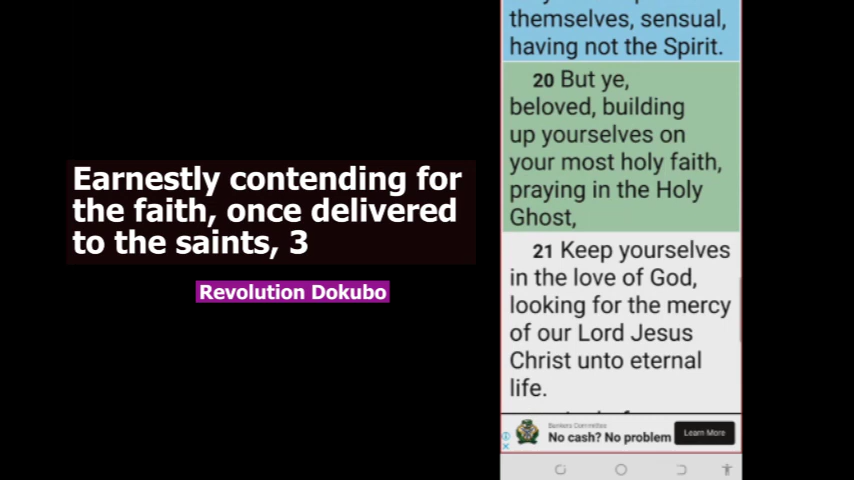 Earnestly contending for
the faith, once delivered
to the saints, 3
Revolution Dokubo
themselves, sensual,
having not the Spirit.
20 But ye,
beloved, building
up yourselves on
your most holy faith,
praying in the Holy
Ghost,
21 Keep yourselves
in the love of God,
looking for the mercy
of our Lord Jesus
Christ unto eternal
life.
Bankers Committee
No cash? No problem
Learn More